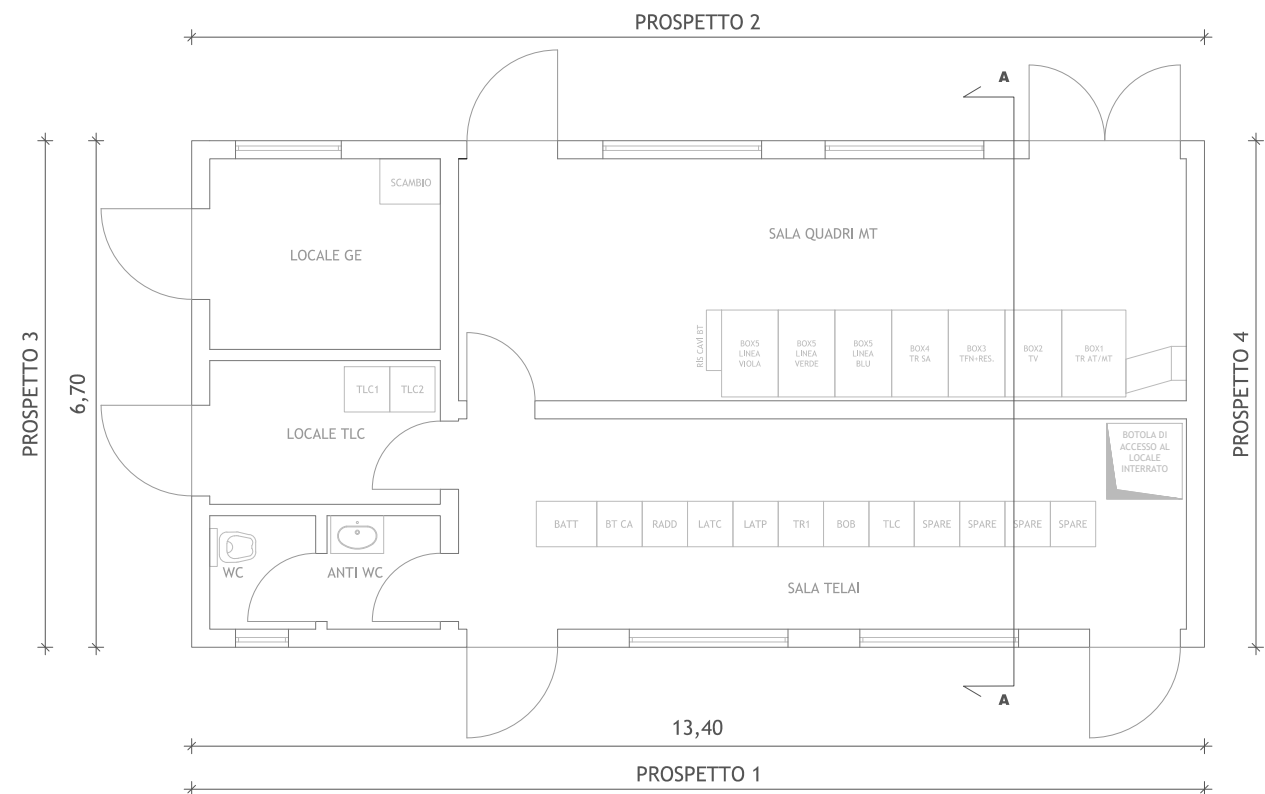 PROSPETTO 2
A
SCAMBIO
SALA QUADRI MT
LOCALE GE
PROSPETTO 3
6,70
RIS CAVI BT
BOX5
LINEA
VIOLA
BOX5
LINEA
VERDE
BOX5
LINEA
BLU
BOX4
TR SA
BOX3
TFN+RES.
BOX2
TV
BOX1
TR AT/MT
PROSPETTO 4
TLC1
TLC2
LOCALE TLC
BOTOLA DI
ACCESSO AL
LOCALE
INTERRATO
BATT
BT CA
RADD
LATC
LATP
TR1
BOB
TLC
SPARE
SPARE
SPARE
SPARE
WC
ANTI WC
SALA TELAI
A
13,40
PROSPETTO 1